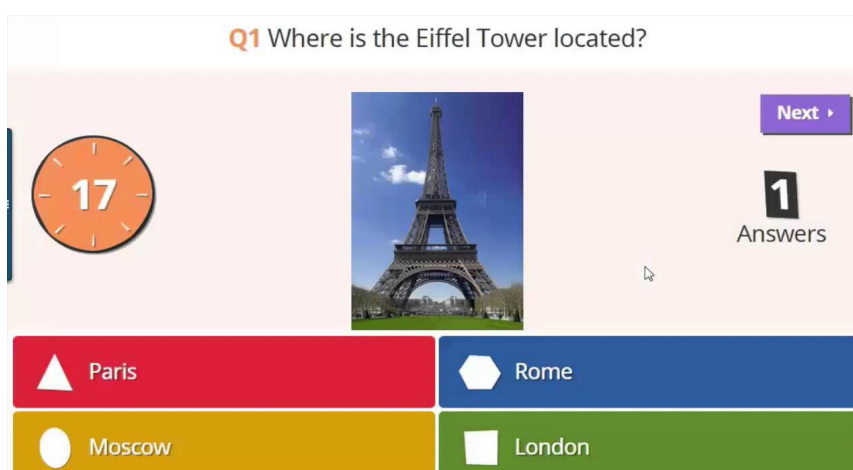 Q1 Where is the Eiffel Tower located?
Next
17
1
Answers
Paris
Rome
Moscow
London